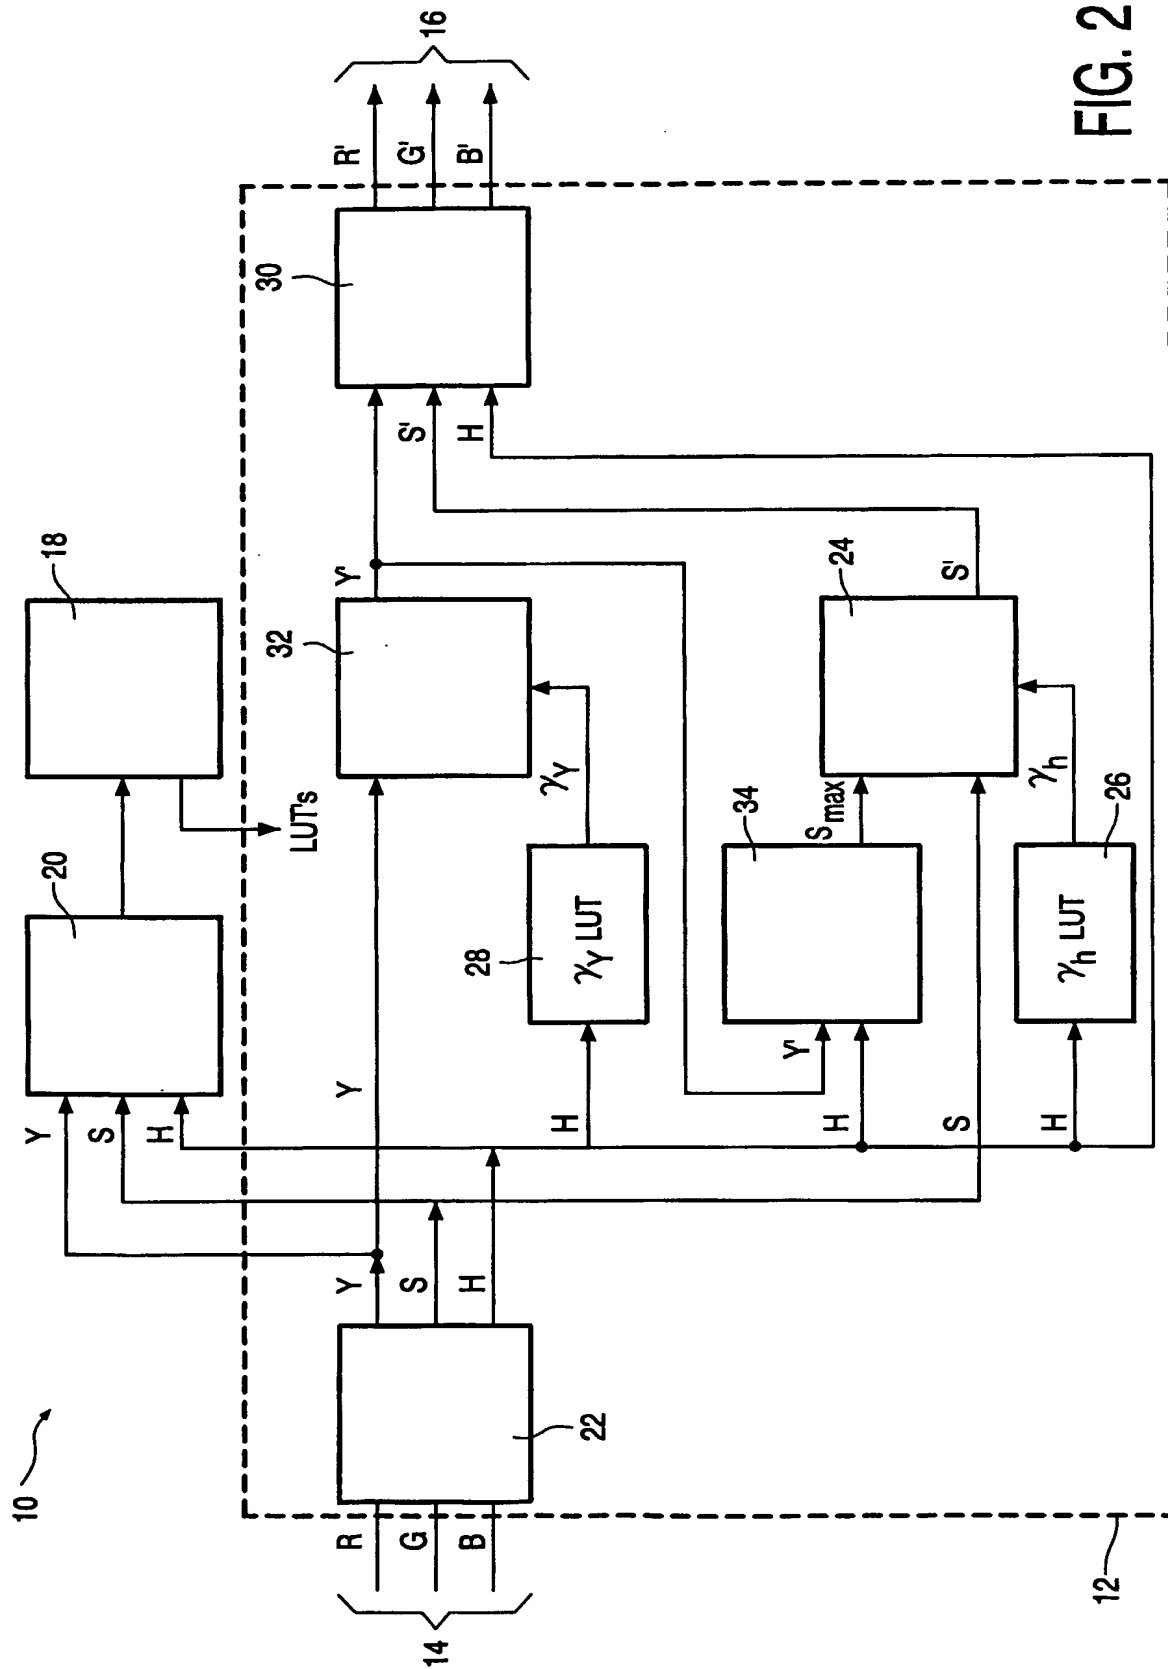 10
14
R
G
B
22
12
Y
S
H
Y
S
H
20
18
LUT's
Y
H
28
γY LUT
γY
32
Y'
H
Y'
34
Smax
S
H
γh LUT
26
γh
24
S'
S'
H
30
R'
G'
B'
16
FIG. 2